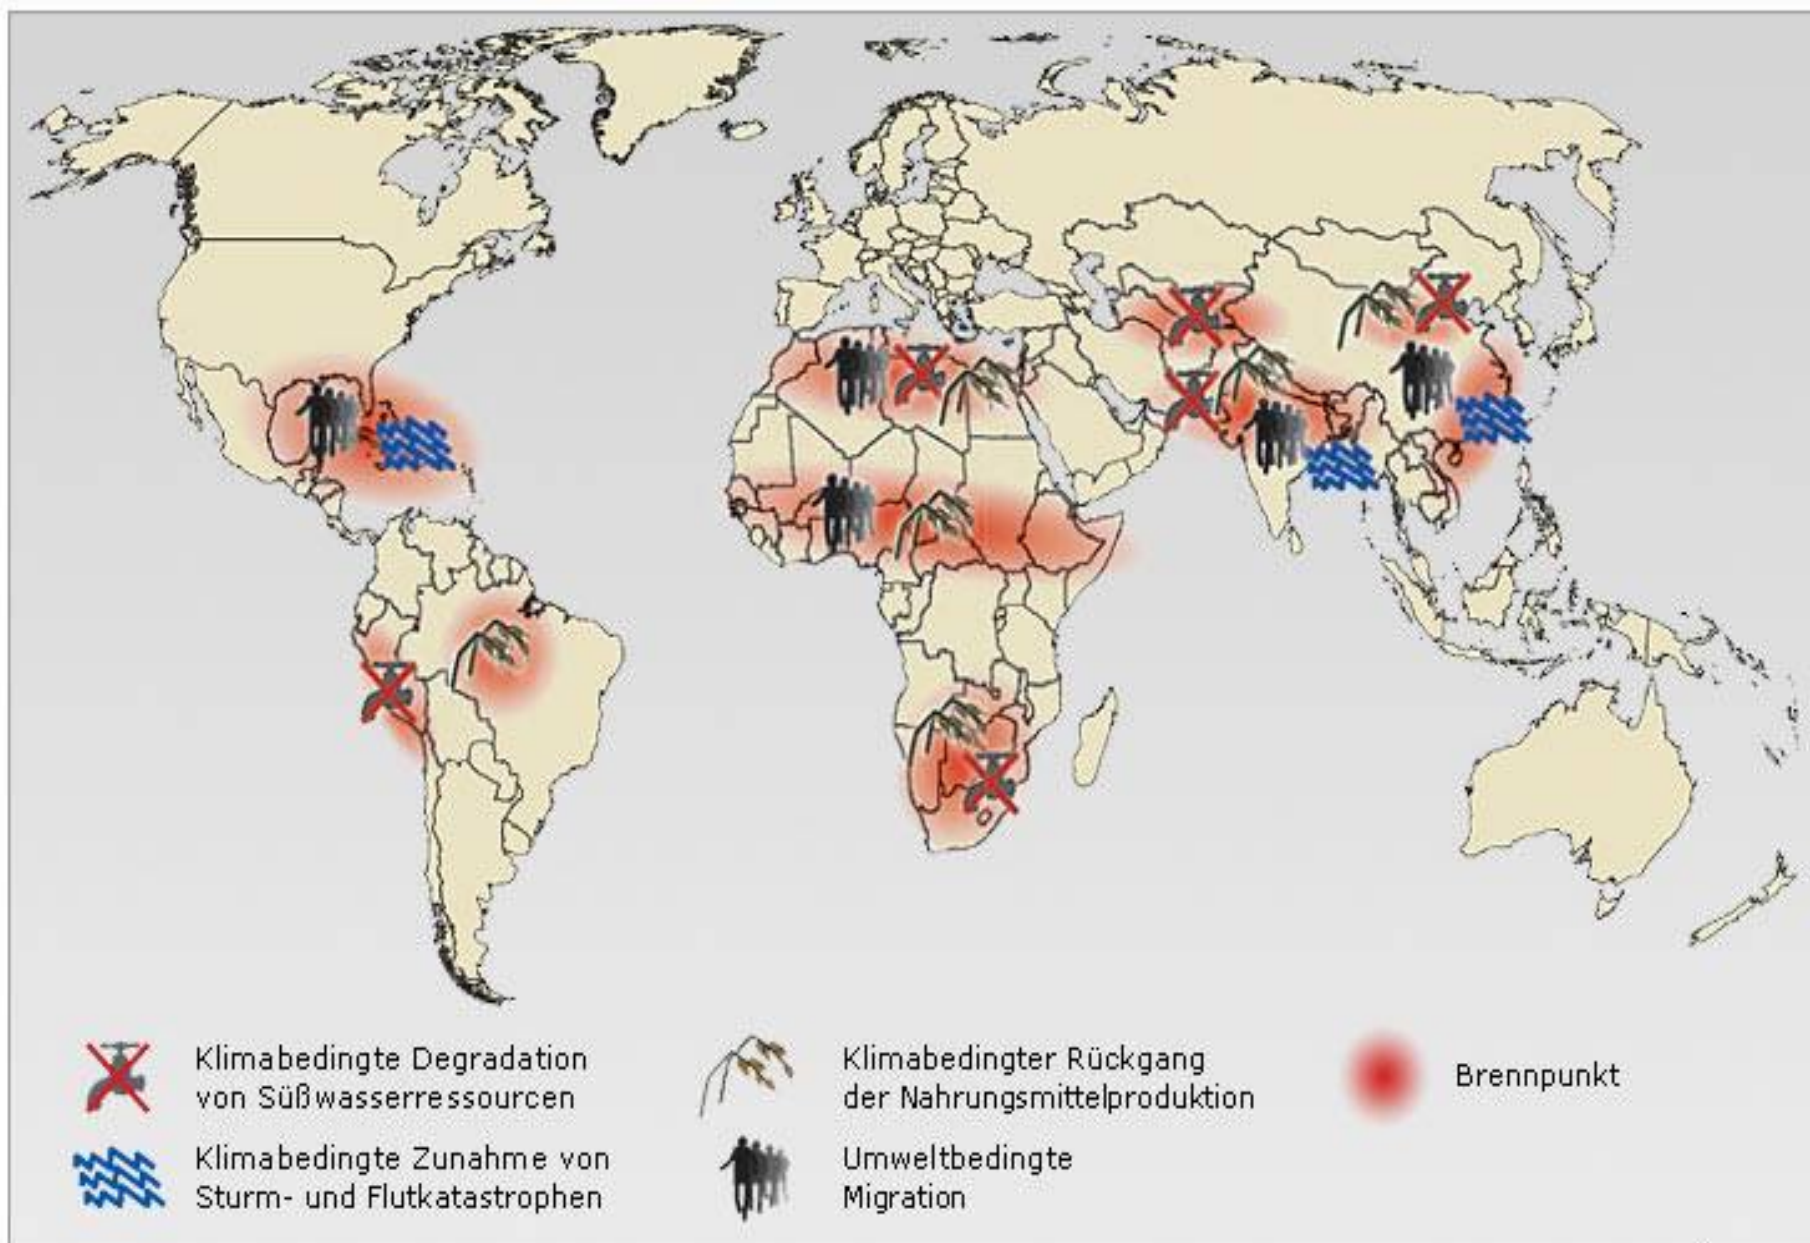 Klimabedingte Degradation
von Süßwasserressourcen
Klimabedingte Zunahme von
Sturm- und Flutkatastrophen
Klimabedingter Rückgang
der Nahrungsmittelproduktion
Umweltbedingte
Migration
Brennpunkt